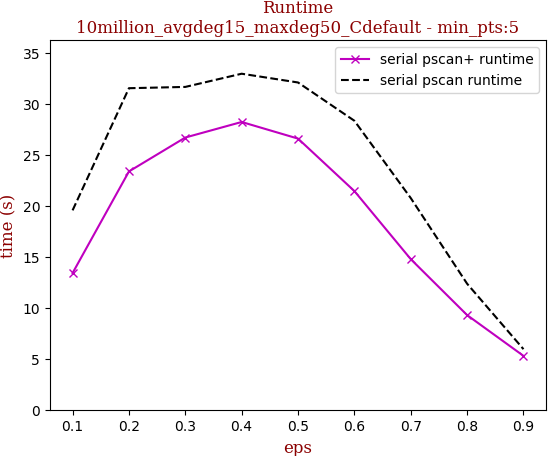 Runtime
10million_avgdeg15_maxdeg50_Cdefault - min_pts:5
serial pscan+ runtime
serial pscan runtime
time (s)
35
30
25
20
15
10
5
0
0.1 0.2 0.3 0.4 0.5 0.6 0.7 0.8 0.9
eps